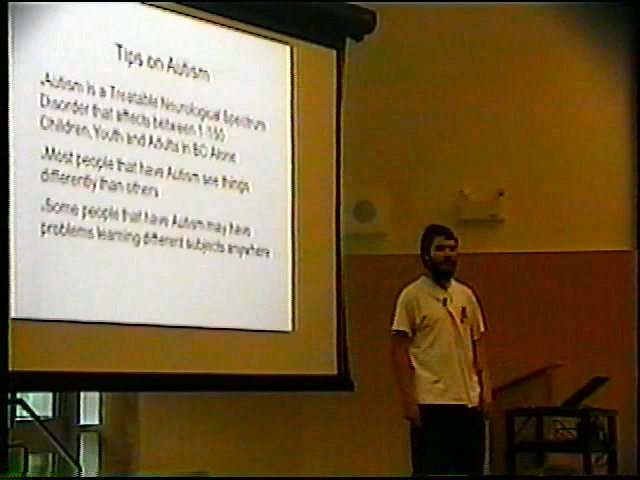 Tips on Autism
Autism is a Treatable Neurological Spectrum
Disorder that affects between 1-150
Children, Youth and Adults in BC Alone
Most people that have Autism see things
differently than others
Some people that have Autism may have
problems learning different subjects anywhere